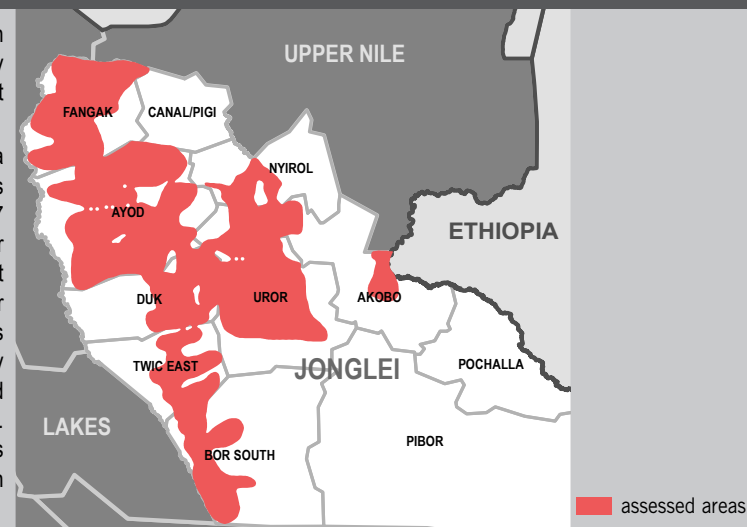 UPPER NILE
FANGAK
CANAL/PIGI
NYIROL
AYOD
ETHIOPIA
DUK
UROR
AKOBO
TWIC EAST
JONGLEI
POCHALLA
LAKES
BOR SOUTH
PIBOR
assessed areas